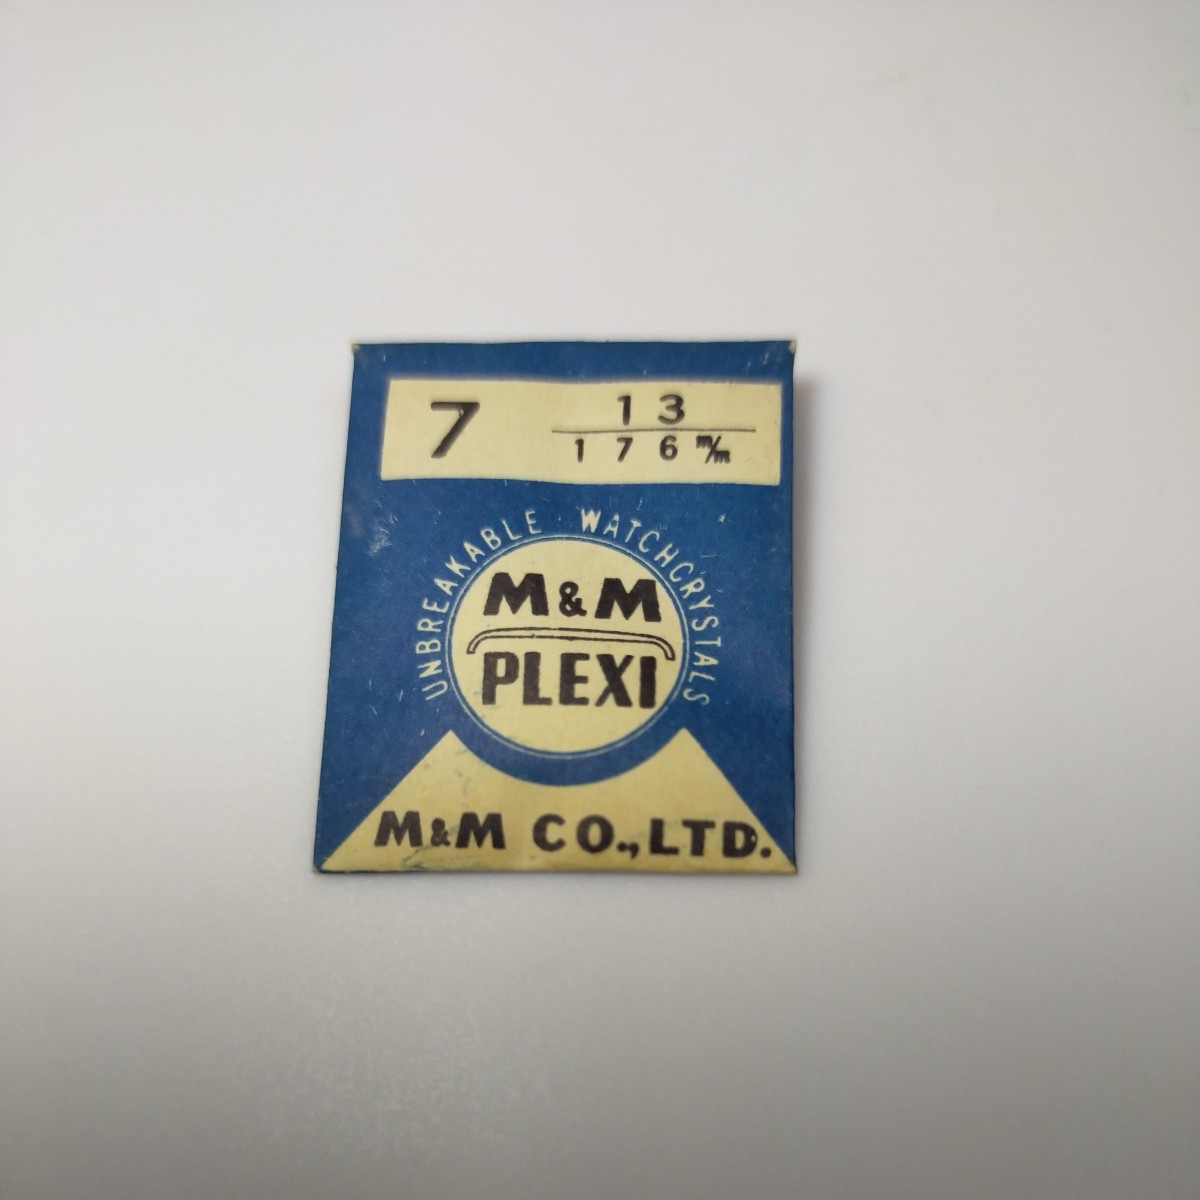 7 13
176 m/m
UNBREAKABLE · WATCHCRYSTALS
M&M
PLEXI
M&M CO., LTD.